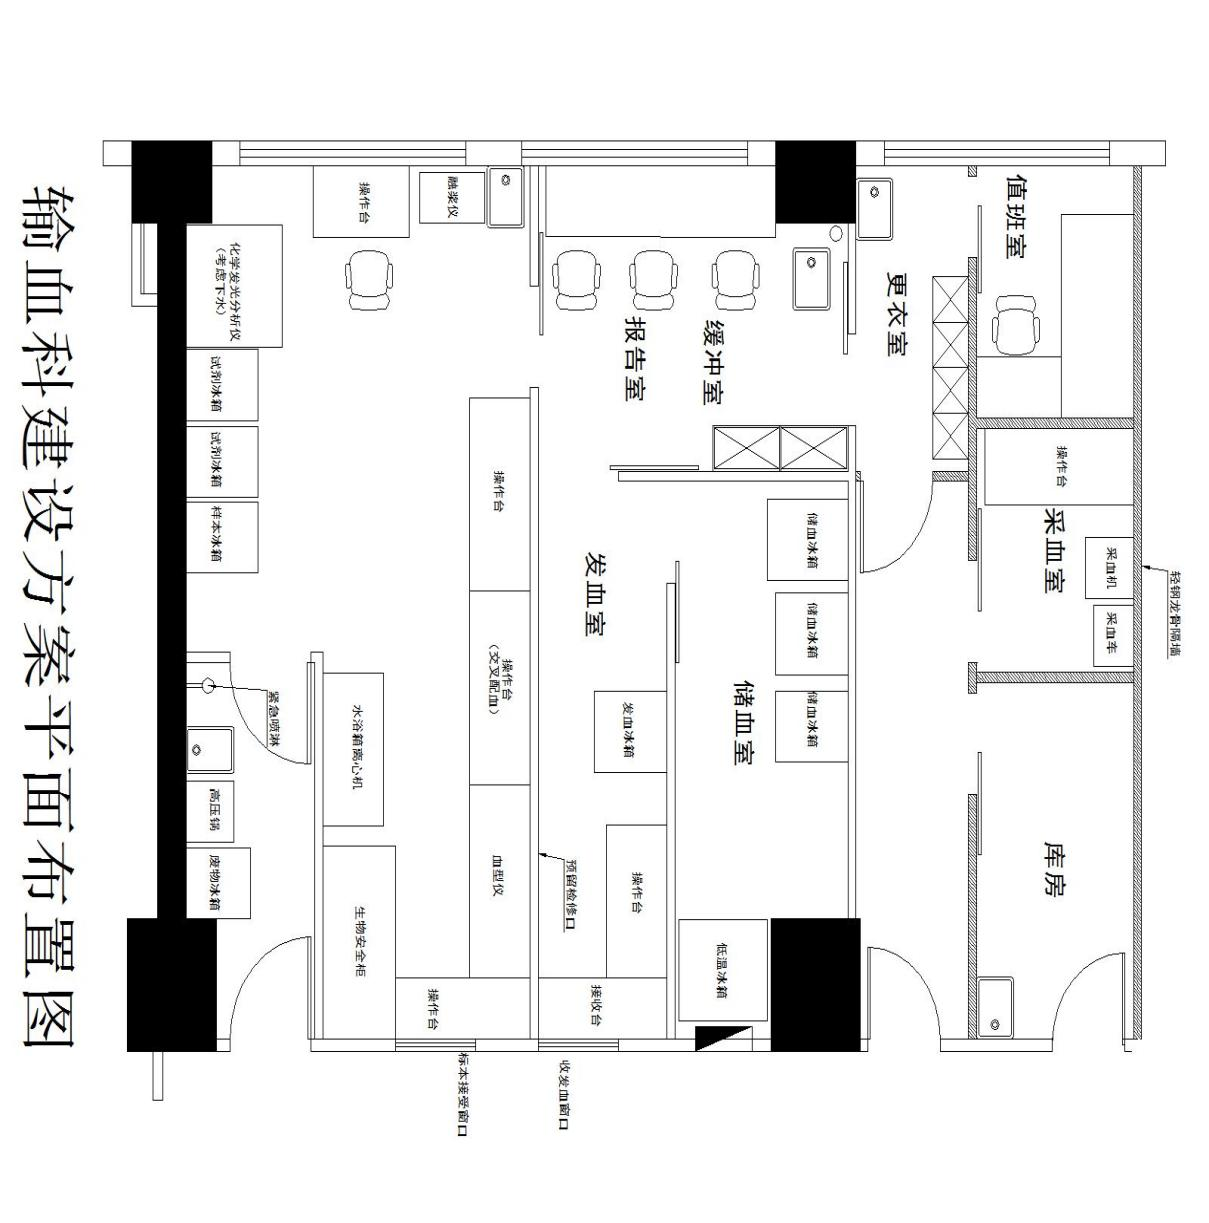 值班室
轻钢龙骨隔墙
操作台
采血室
采血机
采血车
库房
更衣室
缓冲室
报告室
储血冰箱
储血冰箱
储血冰箱
储血室
低温冰箱
发血室
发血冰箱
操作台
预留检修口
接收台
收发血窗口
融浆仪
操作台
操作台
操作台
（交叉配血）
血型仪
操作台
标本接受窗口
水浴箱离心机
生物安全柜
化学发光分析仪
（考虑下水）
试剂冰箱
试剂冰箱
样本冰箱
紧急喷淋
高压锅
废物冰箱
输血科建设方案平面布置图